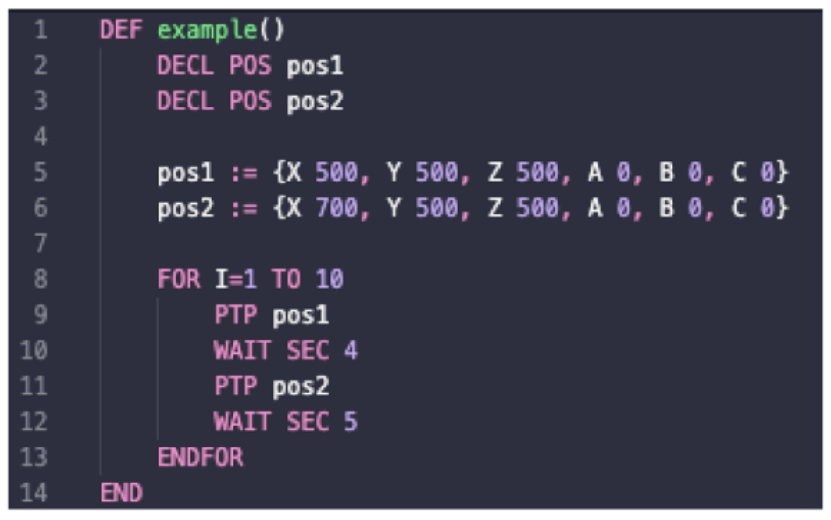 1 DEF example()
2 DECL POS pos1
3 DECL POS pos2
4
5 pos1 := {X 500, Y 500, Z 500, A 0, B 0, C 0}
6 pos2 := {X 700, Y 500, Z 500, A 0, B 0, C 0}
7
8 FOR I=1 TO 10
9 PTP pos1
10 WAIT SEC 4
11 PTP pos2
12 WAIT SEC 5
13 ENDFOR
14 END